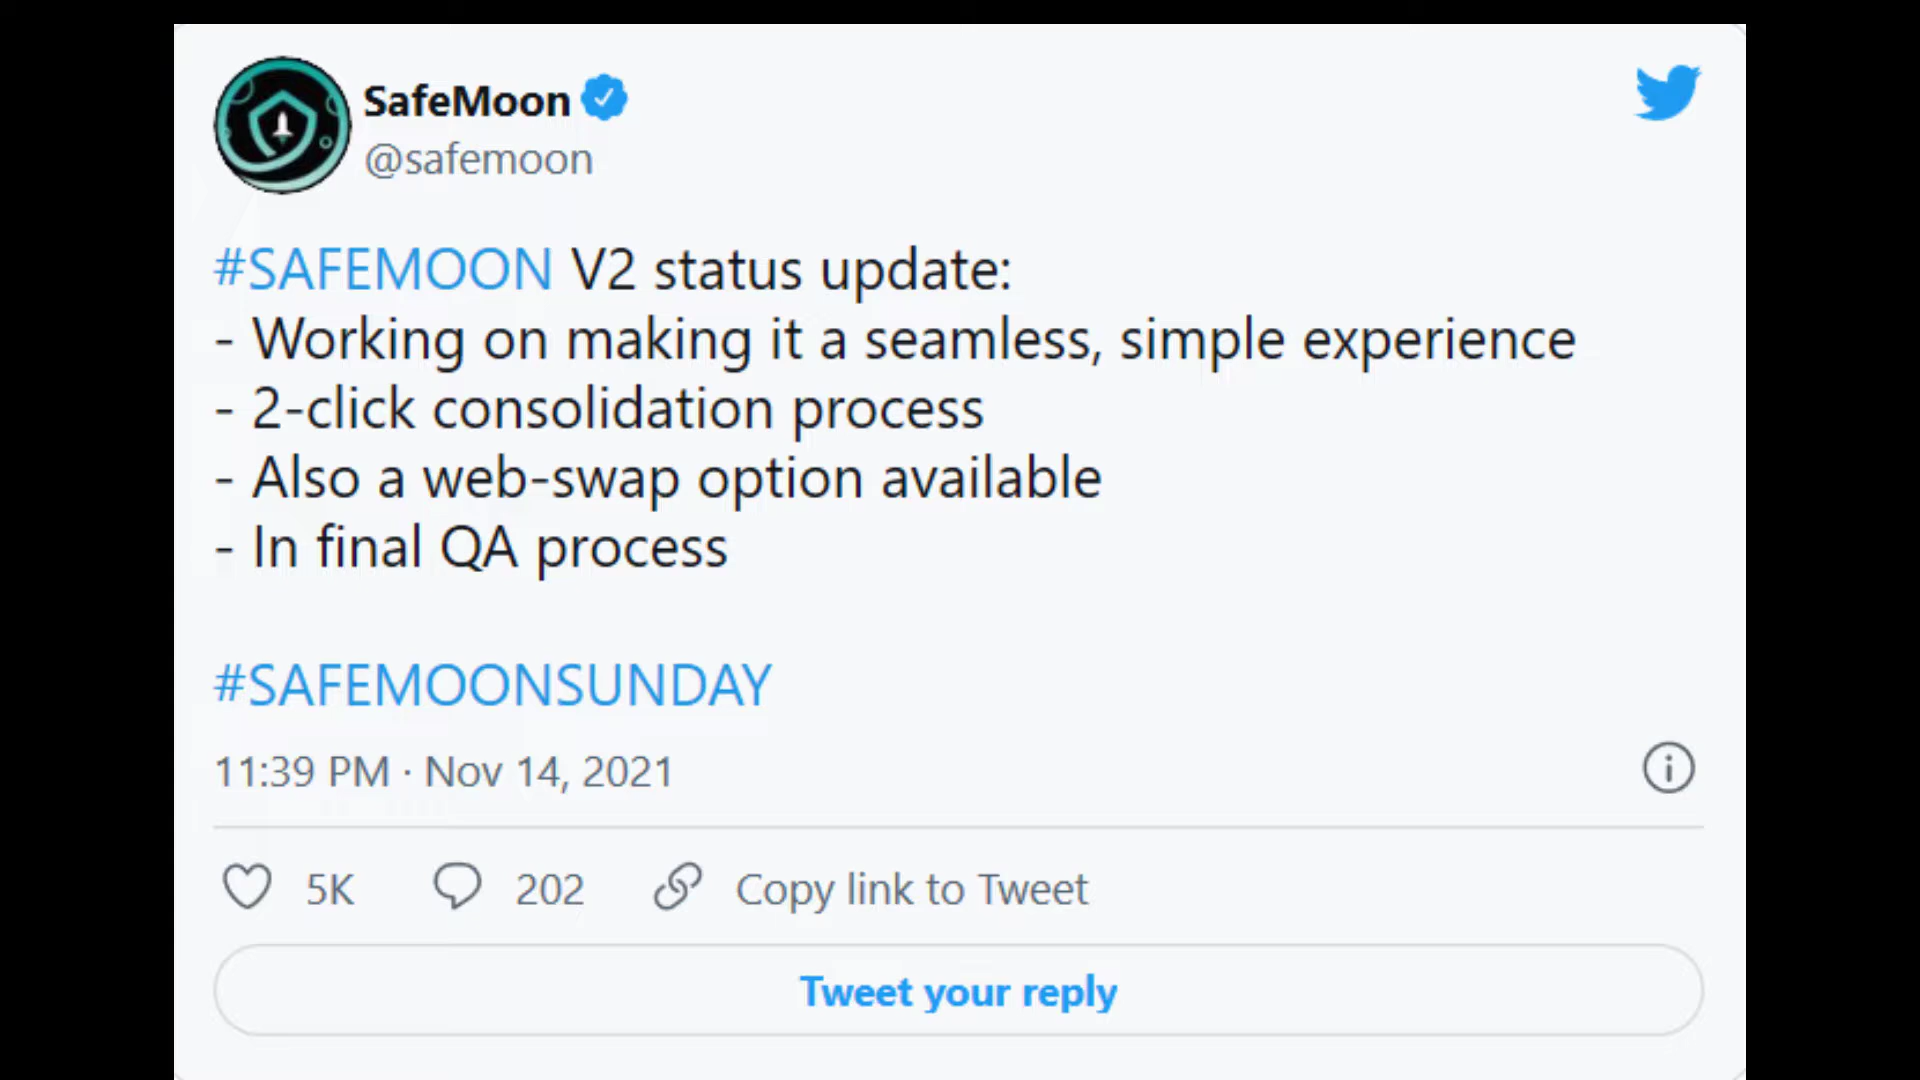 SafeMoon
@safemoon
#SAFEMOON V2 status update:
- Working on making it a seamless, simple experience
- 2-click consolidation process
- Also a web-swap option available
- In final QA process
#SAFEMOONSUNDAY
11:39 PM · Nov 14, 2021
5K 202 Copy link to Tweet
Tweet your reply